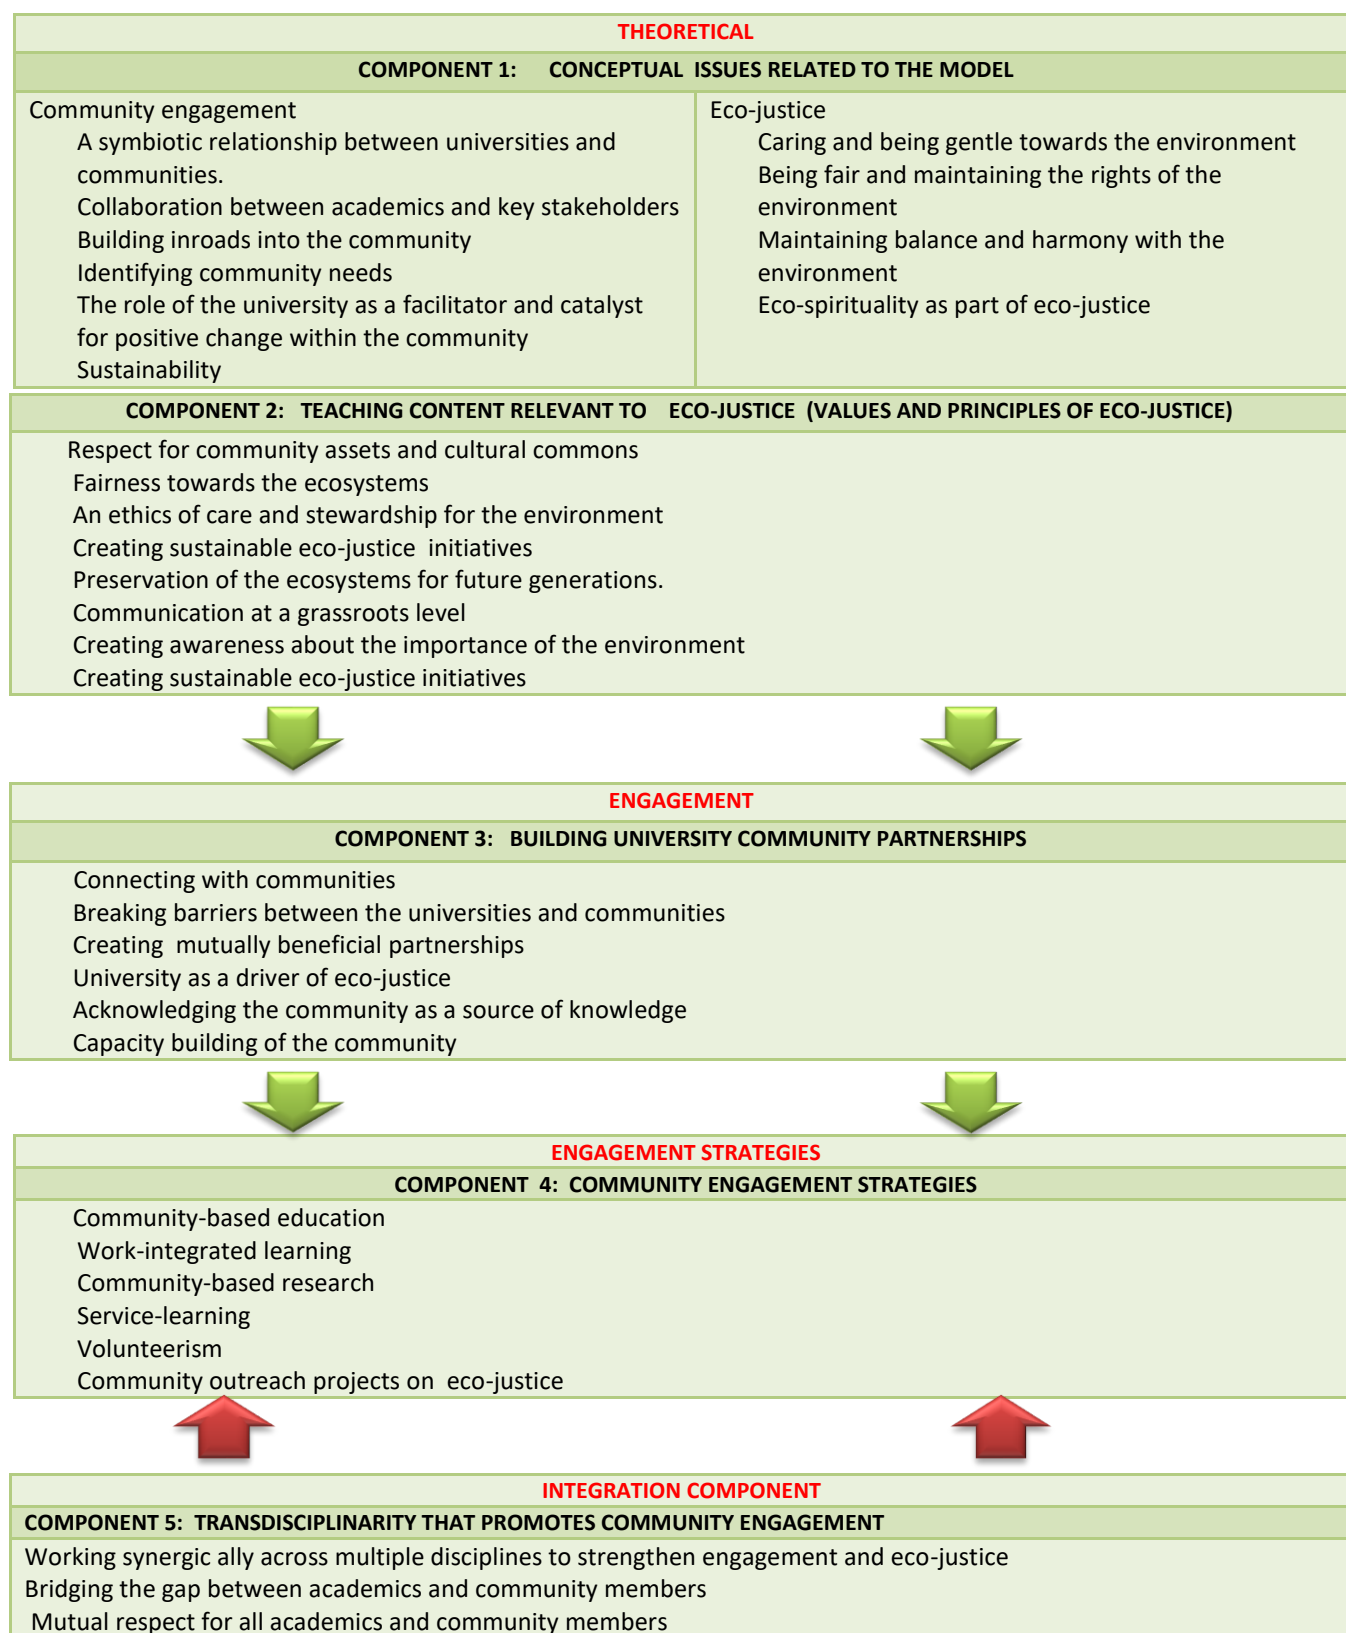 THEORETICAL
COMPONENT 1: CONCEPTUAL ISSUES RELATED TO THE MODEL
Community engagement
A symbiotic relationship between universities and
communities.
Collaboration between academics and key stakeholders
Building inroads into the community
Identifying community needs
The role of the university as a facilitator and catalyst
for positive change within the community
Sustainability
Eco-justice
Caring and being gentle towards the environment
Being fair and maintaining the rights of the
environment
Maintaining balance and harmony with the
environment
Eco-spirituality as part of eco-justice
COMPONENT 2: TEACHING CONTENT RELEVANT TO ECO-JUSTICE (VALUES AND PRINCIPLES OF ECO-JUSTICE)
Respect for community assets and cultural commons
Fairness towards the ecosystems
An ethics of care and stewardship for the environment
Creating sustainable eco-justice initiatives
Preservation of the ecosystems for future generations.
Communication at a grassroots level
Creating awareness about the importance of the environment
Creating sustainable eco-justice initiatives
ENGAGEMENT
COMPONENT 3: BUILDING UNIVERSITY COMMUNITY PARTNERSHIPS
Connecting with communities
Breaking barriers between the universities and communities
Creating mutually beneficial partnerships
University as a driver of eco-justice
Acknowledging the community as a source of knowledge
Capacity building of the community
ENGAGEMENT STRATEGIES
COMPONENT 4: COMMUNITY ENGAGEMENT STRATEGIES
Community-based education
Work-integrated learning
Community-based research
Service-learning
Volunteerism
Community outreach projects on eco-justice
INTEGRATION COMPONENT
COMPONENT 5: TRANSDISCIPLINARITY THAT PROMOTES COMMUNITY ENGAGEMENT
Working synergic ally across multiple disciplines to strengthen engagement and eco-justice
Bridging the gap between academics and community members
Mutual respect for all academics and community members